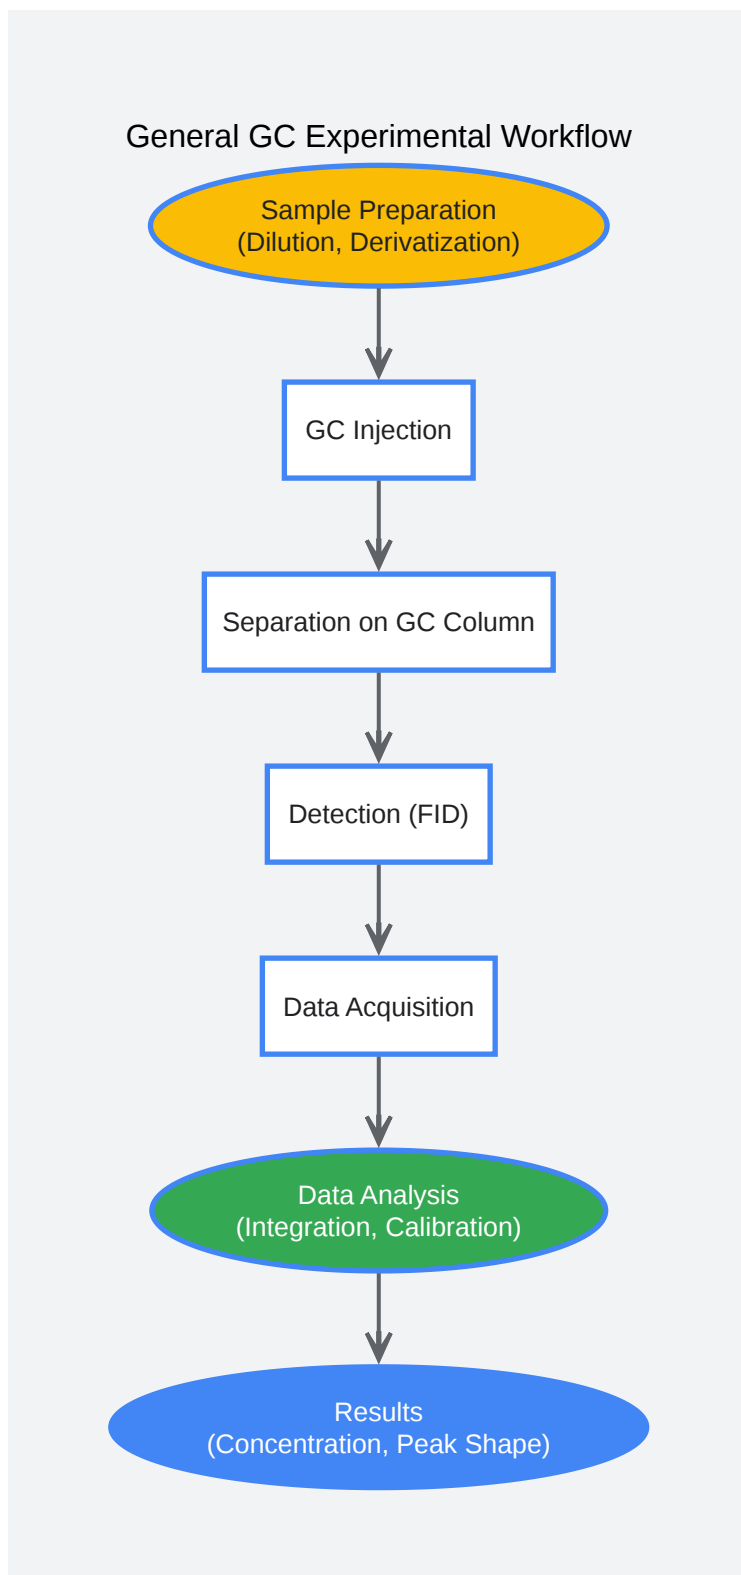 General GC Experimental Workflow
Sample Preparation
(Dilution, Derivatization)
GC Injection
Separation on GC Column
Detection (FID)
Data Acquisition
Data Analysis
(Integration, Calibration)
Results
(Concentration, Peak Shape)